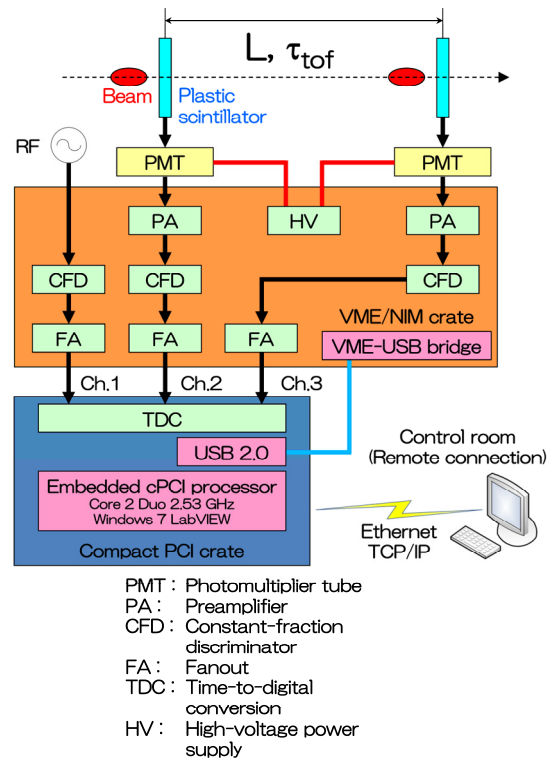 L, τtof
Beam
Plastic
scintillator
RF
PMT
PMT
PA
HV
PA
CFD
CFD
CFD
VME/NIM crate
FA
FA
FA
VME-USB bridge
Ch.1
Ch.2
Ch.3
TDC
USB 2.0
Control room
(Remote connection)
Embedded cPCI processor
Core 2 Duo 2.53 GHz
Windows 7 LabVIEW
Ethernet
TCP/IP
Compact PCI crate
PMT : Photomultiplier tube
PA : Preamplifier
CFD : Constant-fraction
discriminator
FA : Fanout
TDC : Time-to-digital
conversion
HV : High-voltage power
supply